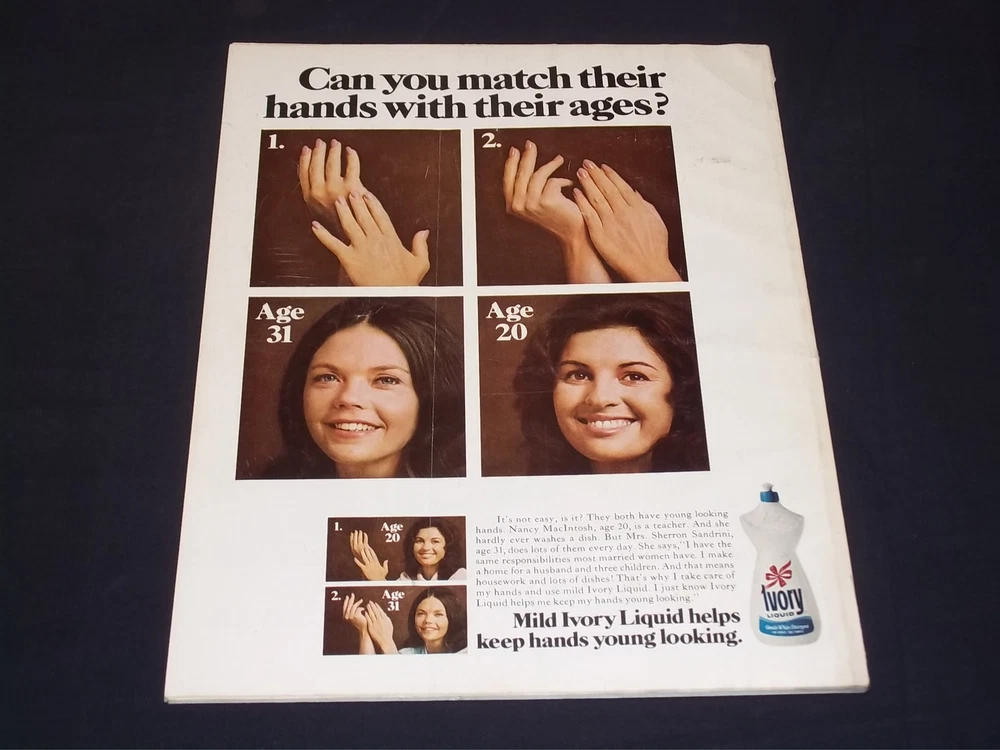 Can you match their
hands with their ages?
1.
2.
Age
31
Age
20
1.
Age
20
2.
Age
31
It's not easy, is it? They both have young looking
hands. Nancy MacIntosh, age 20, is a teacher. And she
hardly ever washes a dish. But Mrs. Sherron Sandrini,
age 31, does lots of them every day. She says, "I have the
same responsibilities most married women have. I make
a home for a husband and three children. And that means
housework and lots of dishes! That's why I take care of
my hands and use mild Ivory Liquid. I just know Ivory
Liquid helps me keep my hands young looking."
Mild Ivory Liquid helps
keep hands young looking.
Ivory
LIQUID